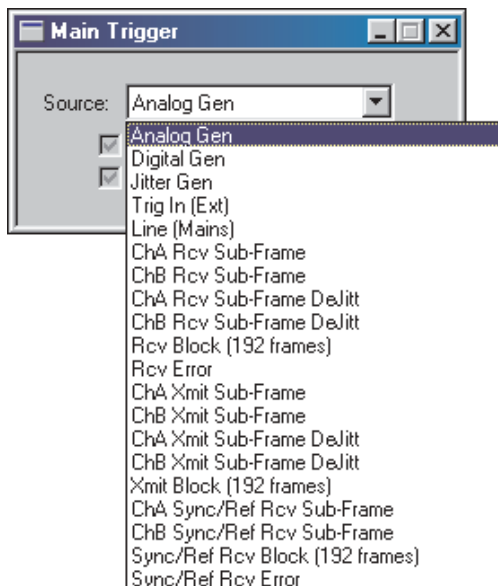 Main Trigger
Source: Analog Gen
Analog Gen
Digital Gen
Jitter Gen
Trig In (Ext)
Line (Mains)
ChA Rcv Sub-Frame
ChB Rcv Sub-Frame
ChA Rcv Sub-Frame DeJitt
ChB Rcv Sub-Frame DeJitt
Rcv Block (192 frames)
Rcv Error
ChA Xmit Sub-Frame
ChB Xmit Sub-Frame
ChA Xmit Sub-Frame DeJitt
ChB Xmit Sub-Frame DeJitt
Xmit Block (192 frames)
ChA Sync/Ref Rcv Sub-Frame
ChB Sync/Ref Rcv Sub-Frame
Sync/Ref Rcv Block (192 frames)
Sync/Ref Rcv Error